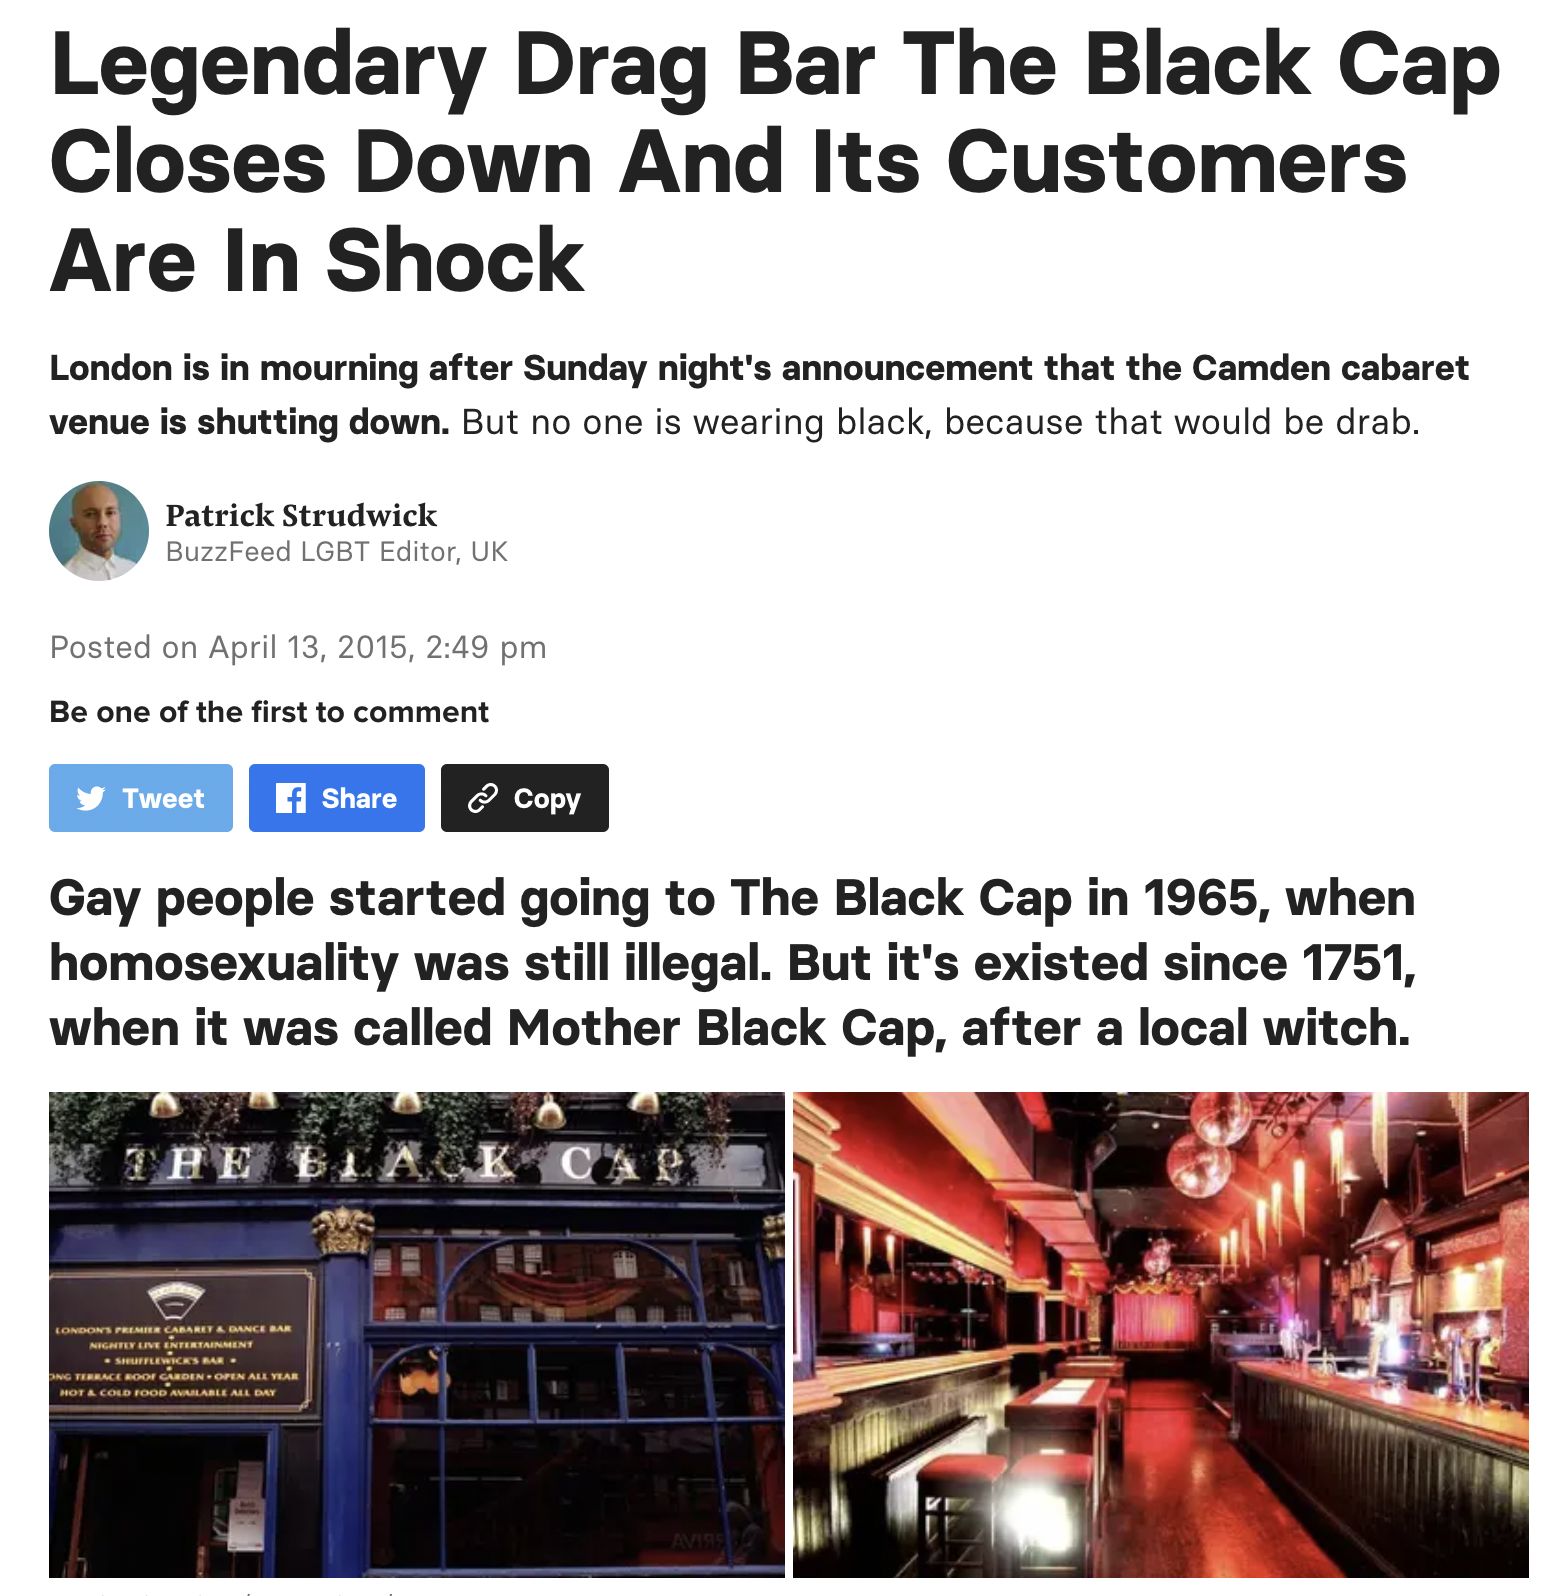 Legendary Drag Bar The Black Cap
Closes Down And Its Customers
Are In Shock
London is in mourning after Sunday night's announcement that the Camden cabaret
venue is shutting down. But no one is wearing black, because that would be drab.
Patrick Strudwick
BuzzFeed LGBT Editor, UK
Posted on April 13, 2015, 2:49 pm
Be one of the first to comment
Tweet
Share
Copy
Gay people started going to The Black Cap in 1965, when
homosexuality was still illegal. But it's existed since 1751,
when it was called Mother Black Cap, after a local witch.
THE BLACK CAP
LONDON'S PREMIER CABARET & DANCE BAR
NIGHTLY LIVE ENTERTAINMENT
• SHUFFLEWICK'S BAR •
ONG TERRACE ROOF GARDEN • OPEN ALL YEAR
HOT & COLD FOOD AVAILABLE ALL DAY